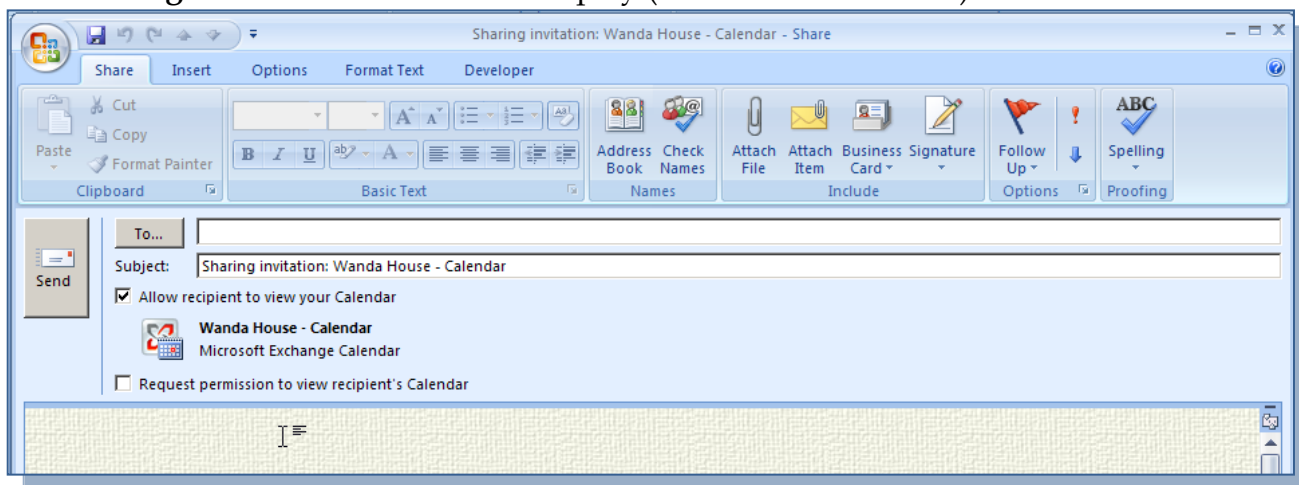 Sharing invitation: Wanda House - Calendar - Share
Share Insert Options Format Text Developer
Paste
Cut
Copy
Format Painter
Clipboard
B I U
Basic Text
Address Book
Check Names
Names
Attach File
Attach Item
Business Card
Signature
Include
Follow Up
Options
ABC
Spelling
Proofing
Send
To...
Subject: Sharing invitation: Wanda House - Calendar
Allow recipient to view your Calendar
Wanda House - Calendar
Microsoft Exchange Calendar
Request permission to view recipient's Calendar